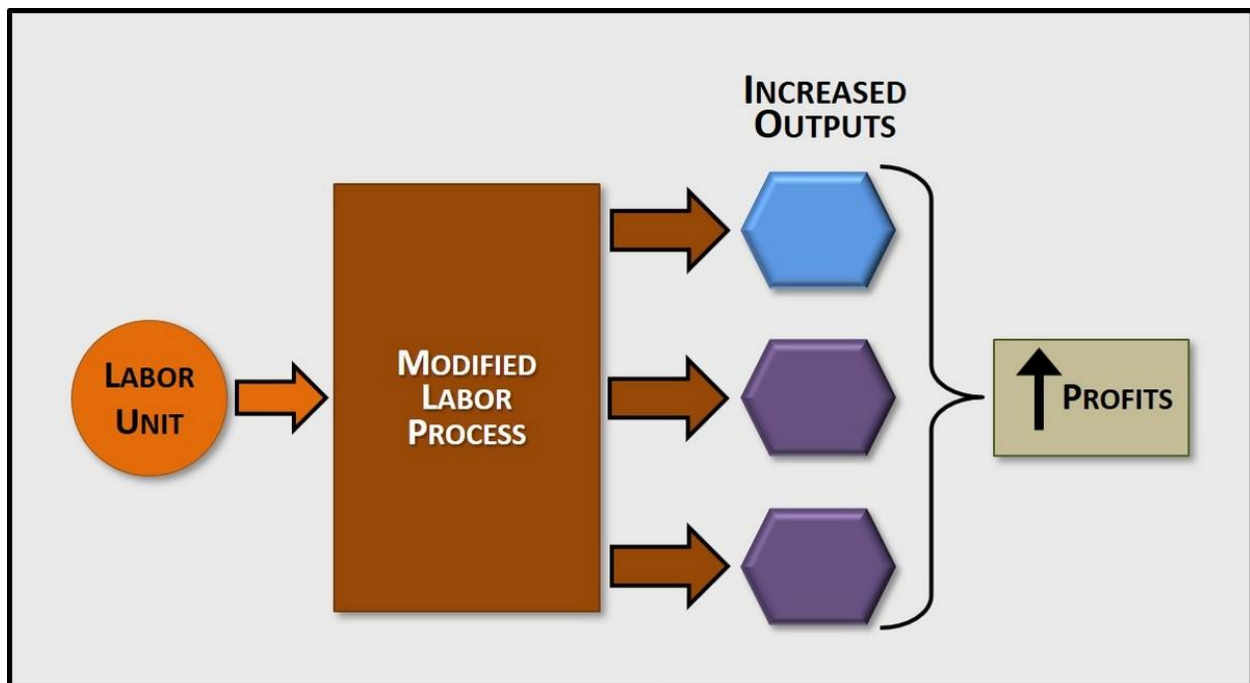 INCREASED
OUTPUTS
LABOR
UNIT
MODIFIED
LABOR
PROCESS
PROFITS